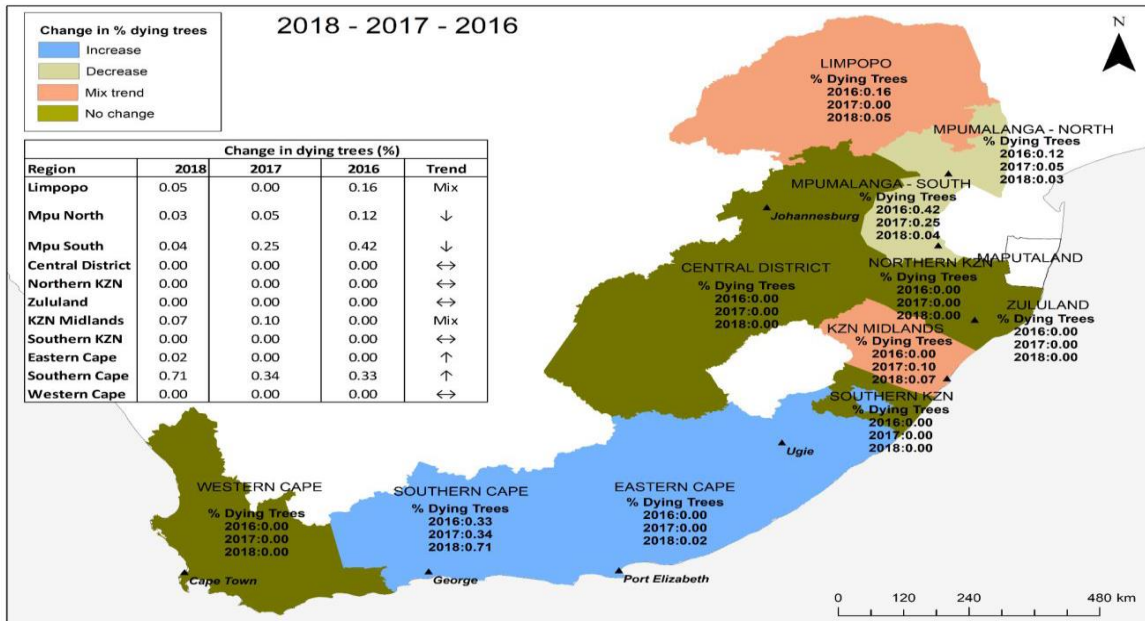 2018 - 2017 - 2016
Change in % dying trees
Increase
Decrease
Mix trend
No change
Change in dying trees (%)
Region 2018 2017 2016 Trend
Limpopo 0.05 0.00 0.16 Mix
Mpu North 0.03 0.05 0.12 ↓
Mpu South 0.04 0.25 0.42 ↓
Central District 0.00 0.00 0.00 ↔
Northern KZN 0.00 0.00 0.00 ↔
Zululand 0.00 0.00 0.00 ↔
KZN Midlands 0.07 0.10 0.00 Mix
Southern KZN 0.00 0.00 0.00 ↔
Eastern Cape 0.02 0.00 0.00 ↑
Southern Cape 0.71 0.34 0.33 ↑
Western Cape 0.00 0.00 0.00 ↔
N
LIMPOPO
% Dying Trees
2016:0.16
2017:0.00
2018:0.05
MPUMALANGA - NORTH
% Dying Trees
2016:0.12
2017:0.05
2018:0.03
MPUMALANGA - SOUTH
% Dying Trees
2016:0.42
2017:0.25
2018:0.04
Johannesburg
CENTRAL DISTRICT
% Dying Trees
2016:0.00
2017:0.00
2018:0.00
NORTHERN KZN
% Dying Trees
2016:0.00
2017:0.00
2018:0.00
MAPUTALAND
ZULULAND
% Dying Trees
2016:0.00
2017:0.00
2018:0.00
KZN MIDLANDS
% Dying Trees
2016:0.00
2017:0.10
2018:0.07
SOUTHERN KZN
% Dying Trees
2016:0.00
2017:0.00
2018:0.00
Ugie
WESTERN CAPE
% Dying Trees
2016:0.00
2017:0.00
2018:0.00
Cape Town
SOUTHERN CAPE
% Dying Trees
2016:0.33
2017:0.34
2018:0.71
George
EASTERN CAPE
% Dying Trees
2016:0.00
2017:0.00
2018:0.02
Port Elizabeth
0 120 240 480 km